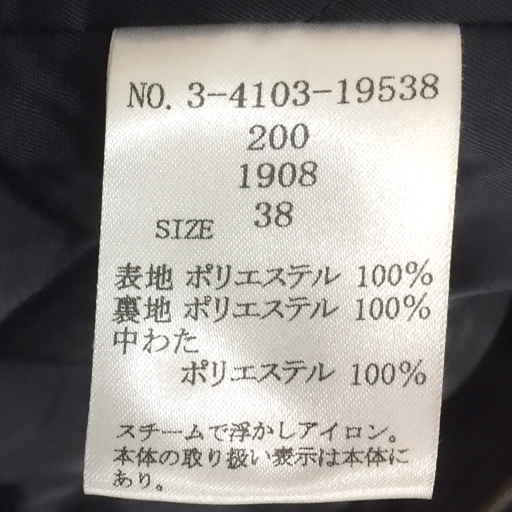 NO. 3-4103-19538
200
1908
SIZE 38
表地 ポリエステル 100%
裏地 ポリエステル 100%
中わた
ポリエステル 100%
スチームで浮かしアイロン。
本体の取り扱い表示は本体に
あり。